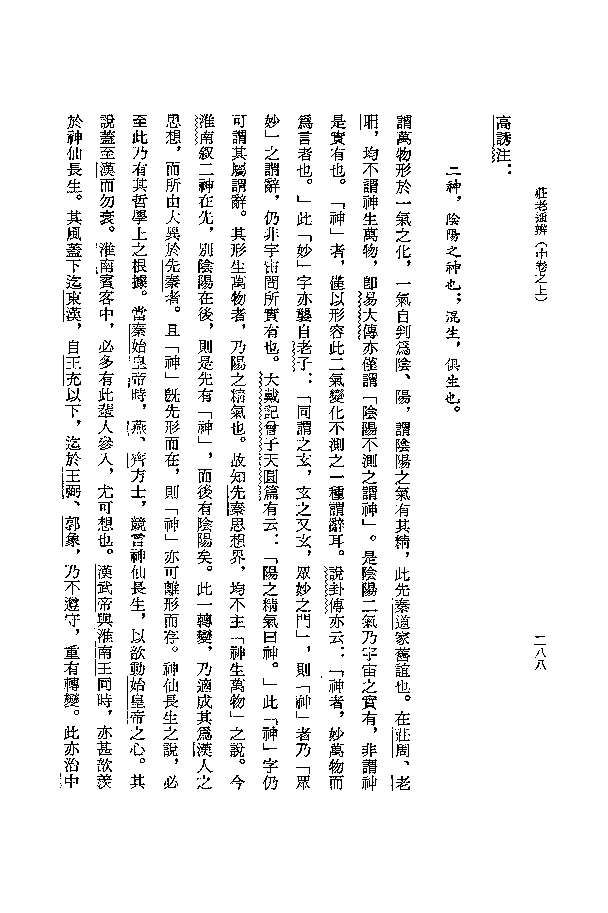 莊老通辨（中卷之上）
二八八
高誘注：
二神，陰陽之神也；混生，俱生也。
謂萬物形於一氣之化，一氣自判爲陰、陽，謂陰陽之氣有其精，此先秦道家舊誼也。在莊周、老
耼，均不謂神生萬物，卽易大傳亦僅謂「陰陽不測之謂神」。是陰陽二氣乃宇宙之實有，非謂神
是實有也。「神」者，僅以形容此二氣變化不測之一種謂辭耳。說卦傳亦云：「神者，妙萬物而
爲言者也。」此「妙」字亦襲自老子：「同謂之玄，玄之又玄，眾妙之門」，則「神」者乃「眾
妙」之謂辭，仍非宇宙間所實有也。大戴記曾子天圓篇有云：「陽之精氣曰神。」此「神」字仍
可謂其屬謂辭。其形生萬物者，乃陽之精氣也。故知先秦思想界，均不主「神生萬物」之說。今
淮南叙二神在先，別陰陽在後，則是先有「神」，而後有陰陽矣。此一轉變，乃適成其爲漢人之
思想，而所由大異於先秦者。且「神」旣先形而在，則「神」亦可離形而存。神仙長生之說，必
至此乃有其哲學上之根據。當秦始皇帝時，燕、齊方士，競言神仙長生，以欲動始皇帝之心。其
說蓋至漢而勿衰。淮南賓客中，必多有此輩人參入，尤可想也。漢武帝與淮南王同時，亦甚歆羡
於神仙長生。其風蓋下迄東漢，自王充以下，迄於王弼、郭象，乃不遵守，重有轉變。此亦治中